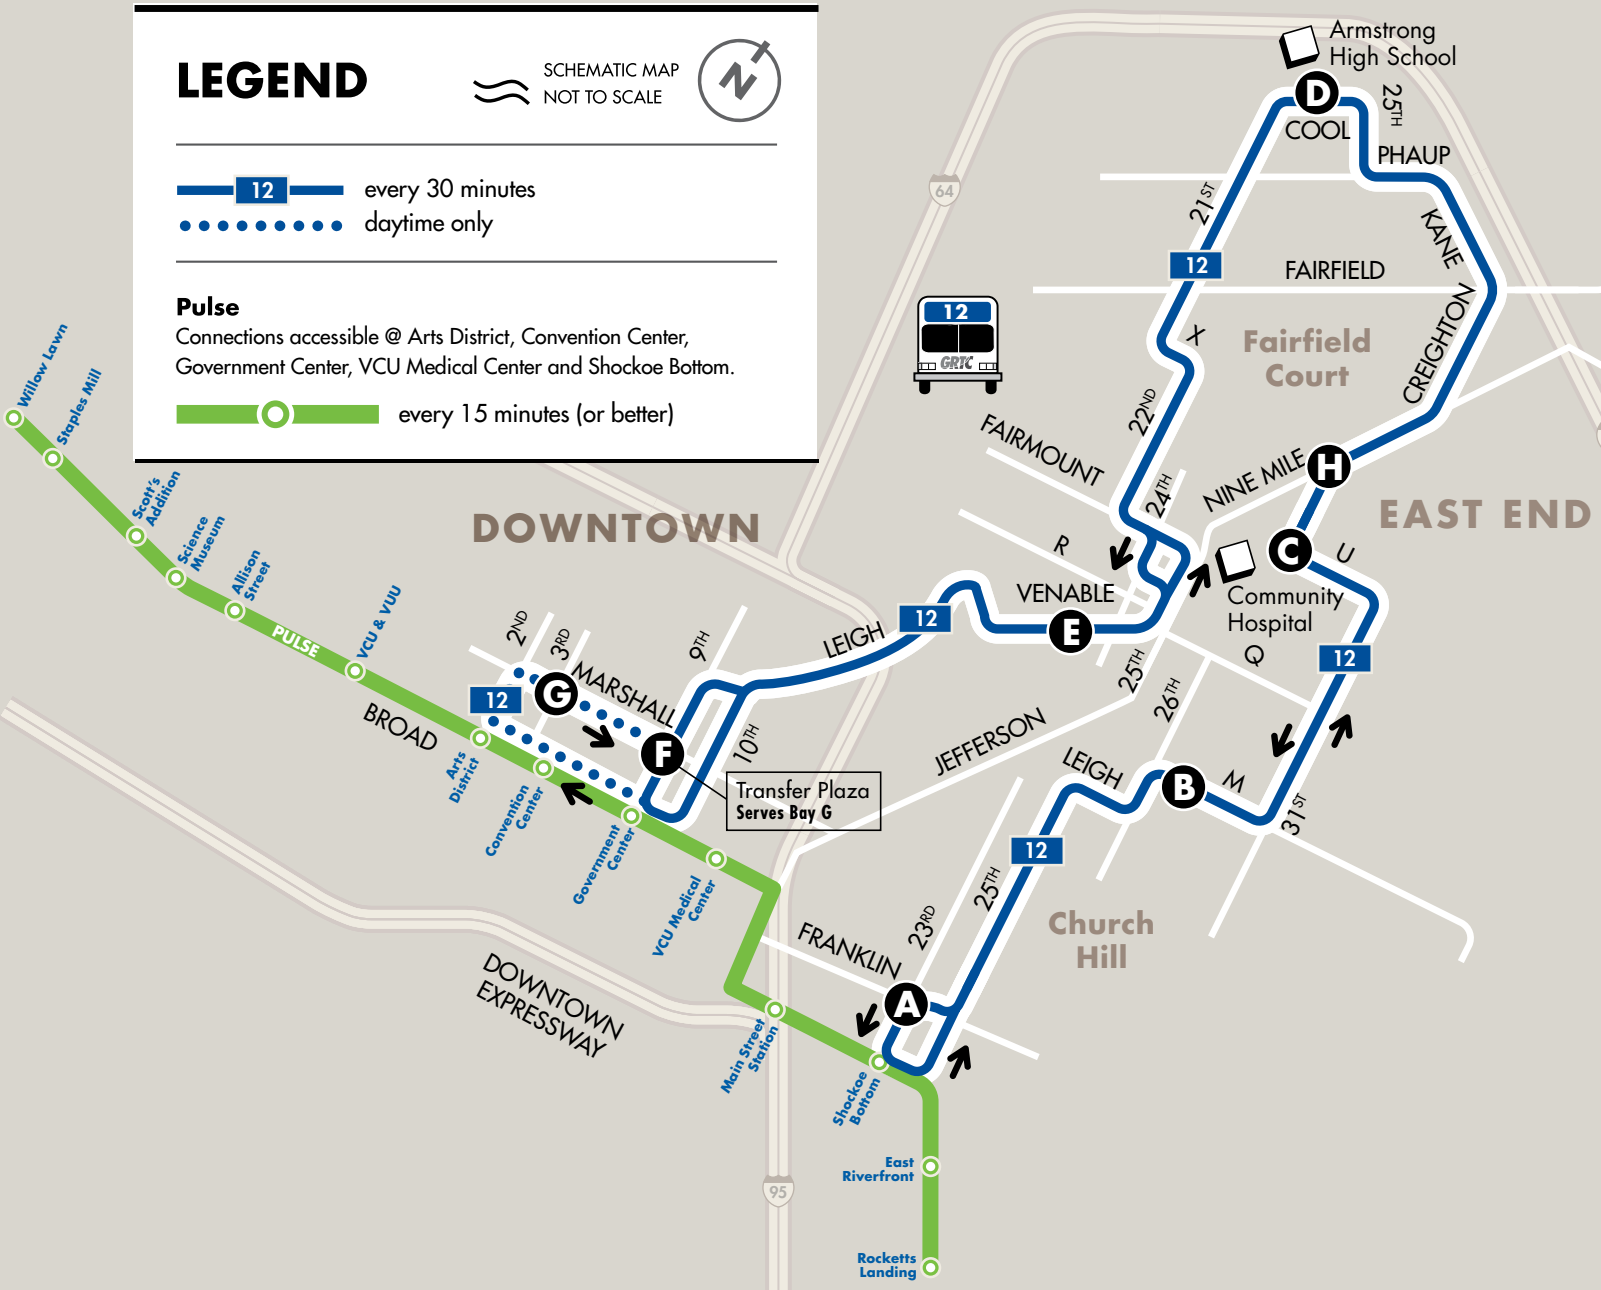 LEGEND
SCHEMATIC MAP
NOT TO SCALE
N
12
every 30 minutes
daytime only
Pulse
Connections accessible @ Arts District, Convention Center,
Government Center, VCU Medical Center and Shockoe Bottom.
every 15 minutes (or better)
Armstrong
High School
D
COOL
25TH
PHAUP
21ST
KANE
64
12
FAIRFIELD
12
GRTC
X
Fairfield
Court
CREIGHTON
22ND
FAIRMOUNT
24TH
NINE MILE
H
EAST END
DOWNTOWN
R
C
U
VENABLE
Community
Hospital
12
E
LEIGH
Q
12
25TH
26TH
Willow Lawn
Staples Mill
Scott's
Addition
Science
Museum
Allison
Street
PULSE
VCU & VUU
2ND
3RD
9TH
G
MARSHALL
12
BROAD
F
10TH
Transfer Plaza
Serves Bay G
JEFFERSON
LEIGH
B
M
31ST
Arts
District
Convention
Center
Government
Center
VCU Medical
Center
12
25TH
23RD
Church
Hill
FRANKLIN
A
DOWNTOWN
EXPRESSWAY
Main Street
Station
Shockoe
Bottom
East
Riverfront
95
Rocketts
Landing